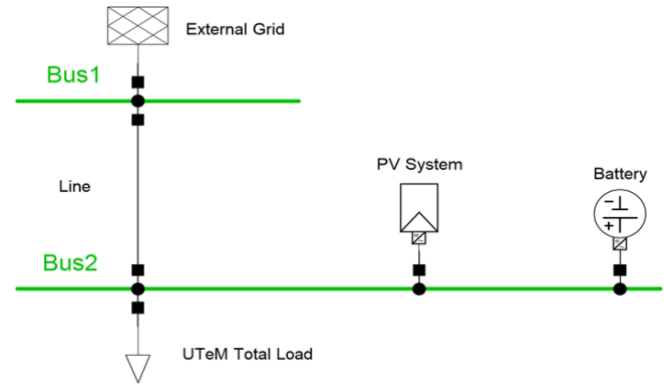 External Grid
Bus1
PV System
Battery
Line
Bus2
UTeM Total Load